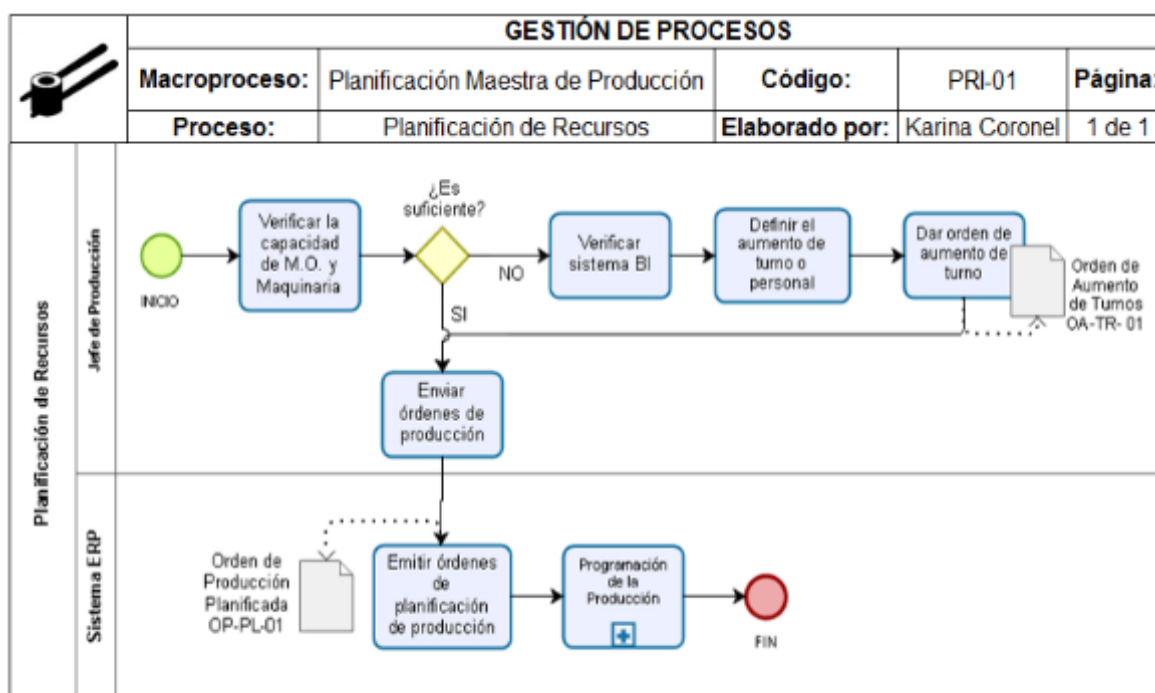 GESTIÓN DE PROCESOS
Macroproceso: Planificación Maestra de Producción Código: PRI-01 Página:
Proceso: Planificación de Recursos Elaborado por: Karina Coronel 1 de 1
Planificación de Recursos
Jefe de Producción
INICIO
Verificar la
capacidad
de M.O. y
Maquinaria
¿Es
suficiente?
NO
SI
Verificar
sistema BI
Definir el
aumento de
turno o
personal
Dar orden de
aumento de
turno
Orden de
Aumento
de Turnos
OA-TR- 01
Enviar
órdenes de
producción
Sistema ERP
Orden de
Producción
Planificada
OP-PL-01
Emitir órdenes
de
planificación
de producción
Programación
de la
Producción
FIN